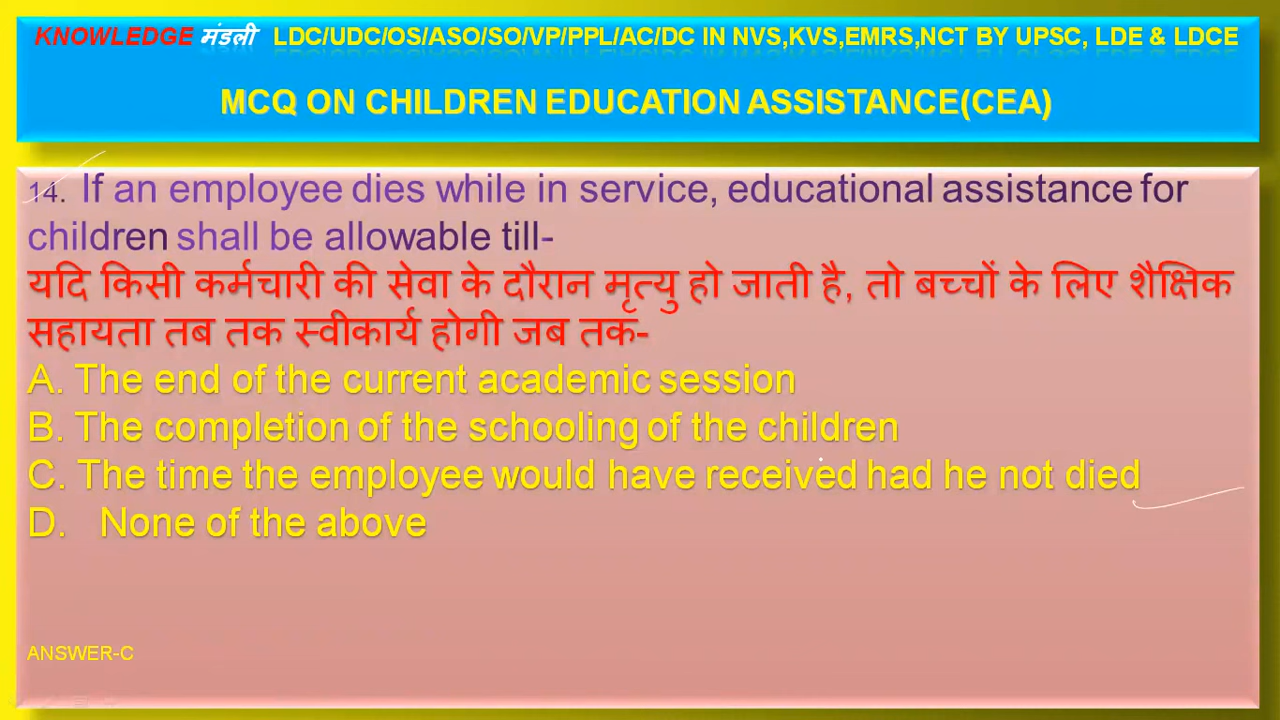 KNOWLEDGE मंडली LDC/UDC/OS/ASO/SO/VP/PPL/AC/DC IN NVS,KVS,EMRS,NCT BY UPSC, LDE & LDCE
MCQ ON CHILDREN EDUCATION ASSISTANCE(CEA)
14. If an employee dies while in service, educational assistance for
children shall be allowable till-
यदि किसी कर्मचारी की सेवा के दौरान मृत्यु हो जाती है, तो बच्चों के लिए शैक्षिक
सहायता तब तक स्वीकार्य होगी जब तक-
A. The end of the current academic session
B. The completion of the schooling of the children
C. The time the employee would have received had he not died
D. None of the above
ANSWER-C